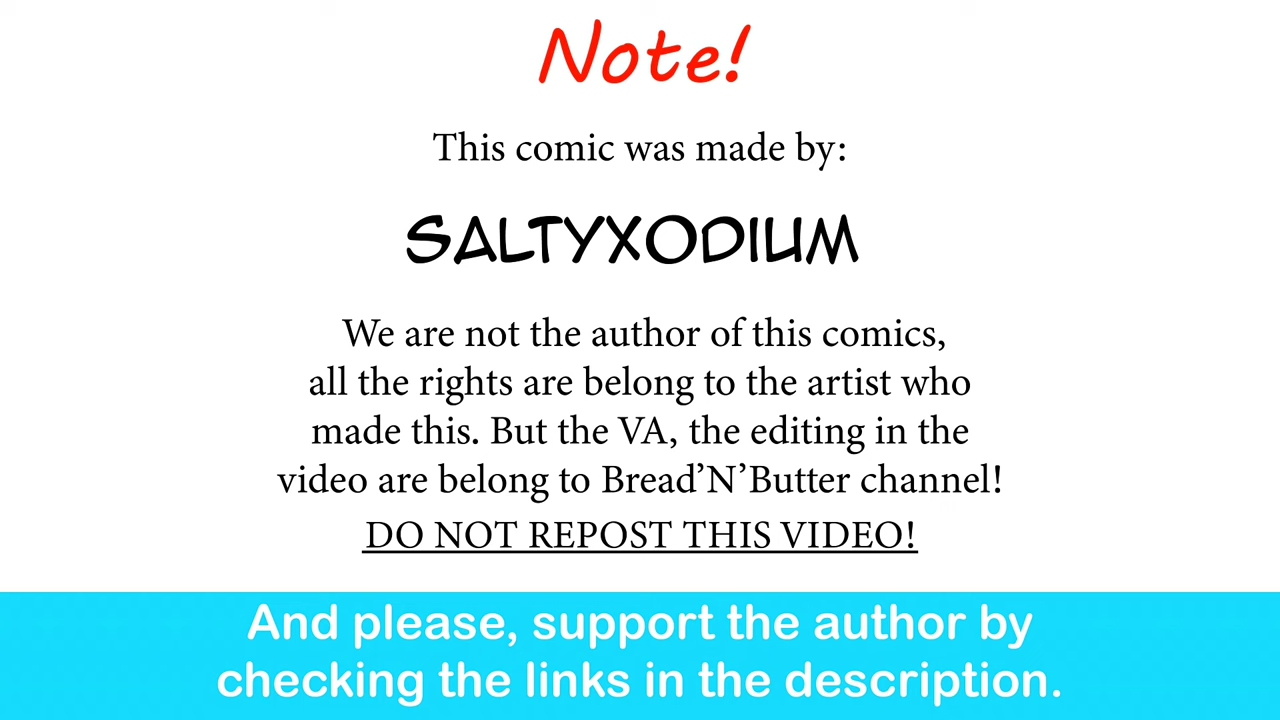 Note!
This comic was made by:
SALTYXODIUM
We are not the author of this comics,
all the rights are belong to the artist who
made this. But the VA, the editing in the
video are belong to Bread’N’Butter channel!
DO NOT REPOST THIS VIDEO!
And please, support the author by
checking the links in the description.